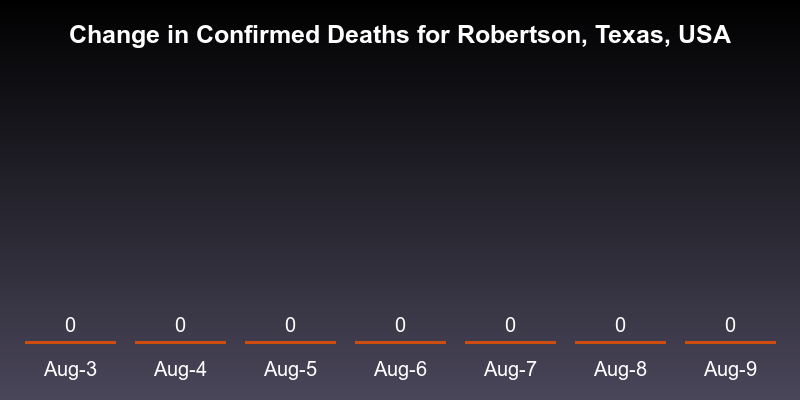 Change in Confirmed Deaths for Robertson, Texas, USA
0 0 0 0 0 0 0
Aug-3 Aug-4 Aug-5 Aug-6 Aug-7 Aug-8 Aug-9